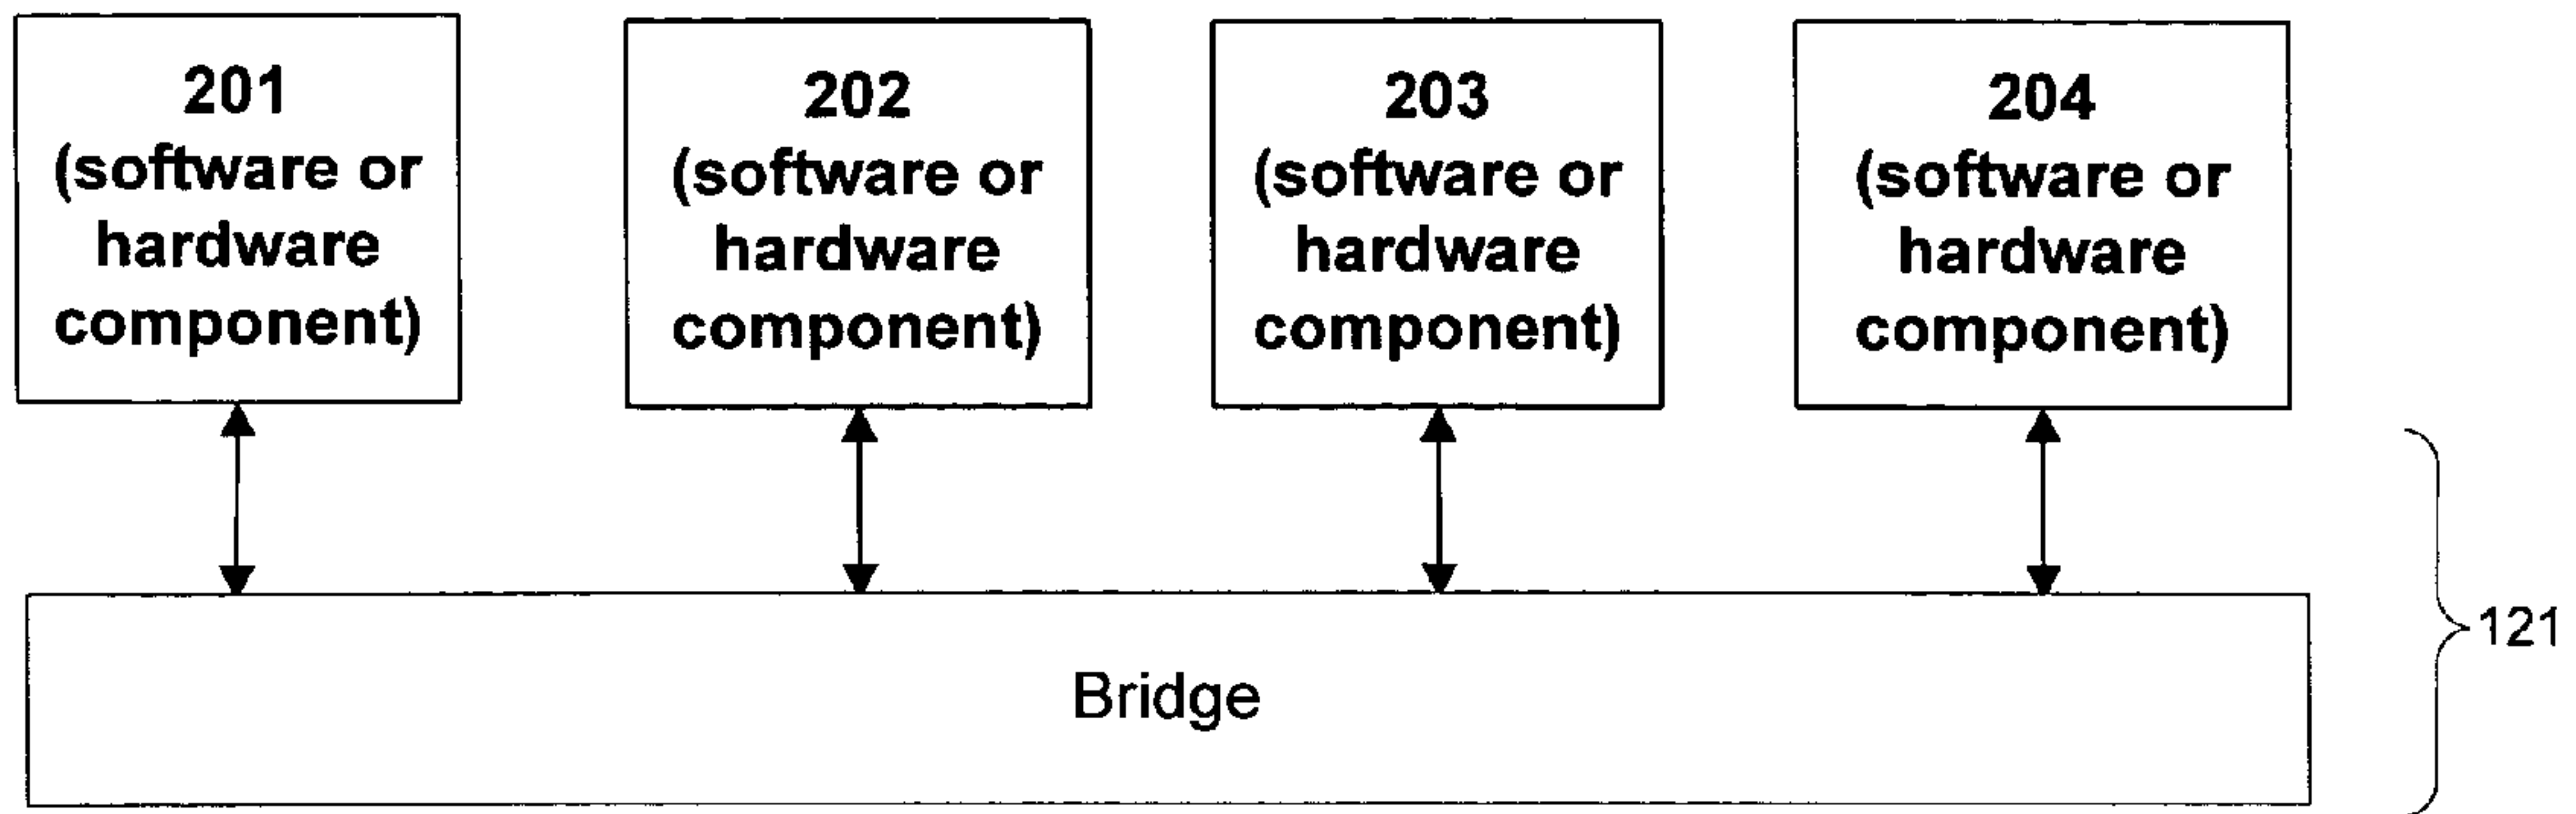 201
(software or
hardware
component)
202
(software or
hardware
component)
203
(software or
hardware
component)
204
(software or
hardware
component)
121
Bridge